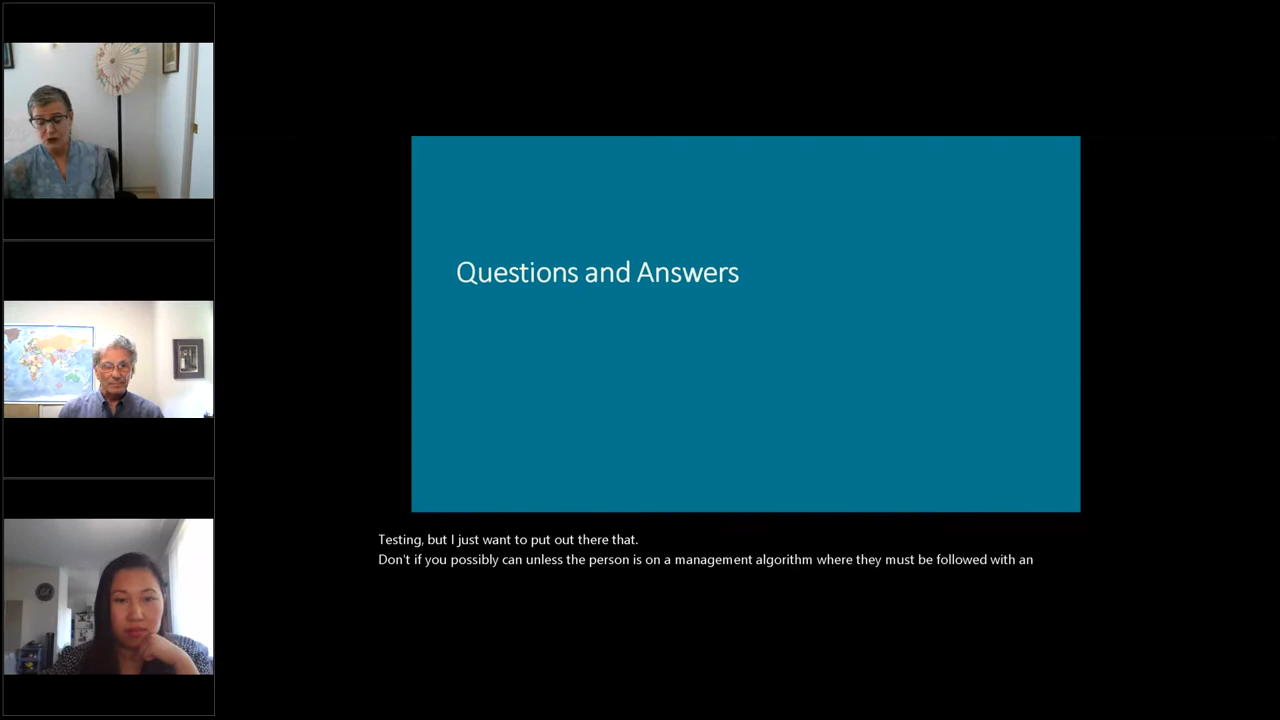 Questions and Answers
Testing, but I just want to put out there that.
Don't if you possibly can unless the person is on a management algorithm where they must be followed with an